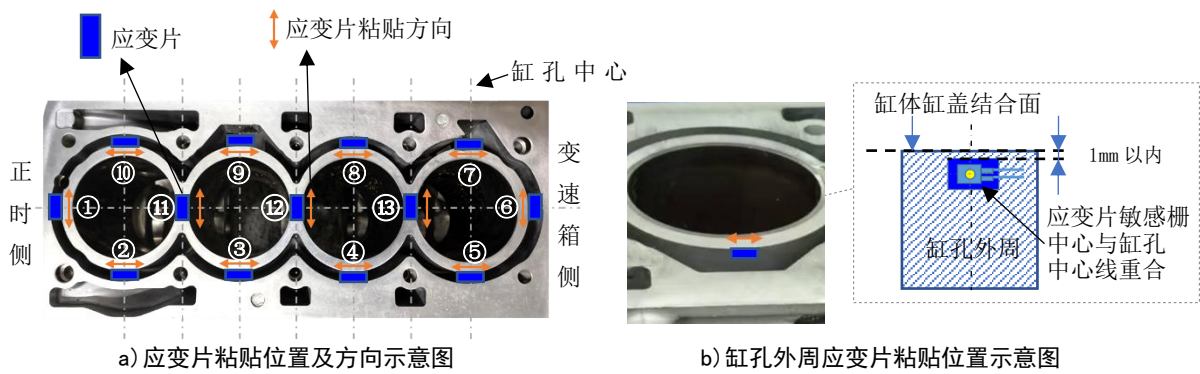 应变片
应变片粘贴方向
缸孔中心
正时侧
变速箱侧
⑩
⑨
⑧
⑦
①
⑪
⑫
⑬
⑥
②
③
④
⑤
缸体缸盖结合面
1mm 以内
应变片敏感栅
中心与缸孔
中心线重合
缸孔外周
a)应变片粘贴位置及方向示意图
b)缸孔外周应变片粘贴位置示意图